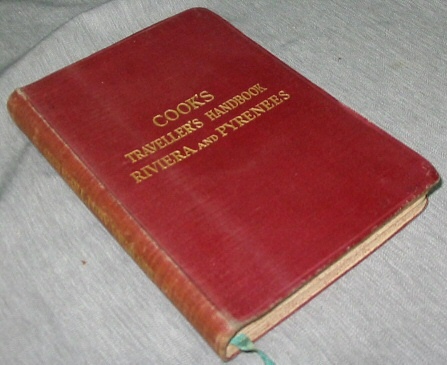 COOK'S
TRAVELLER'S HANDBOOK
RIVIERA AND PYRENEES